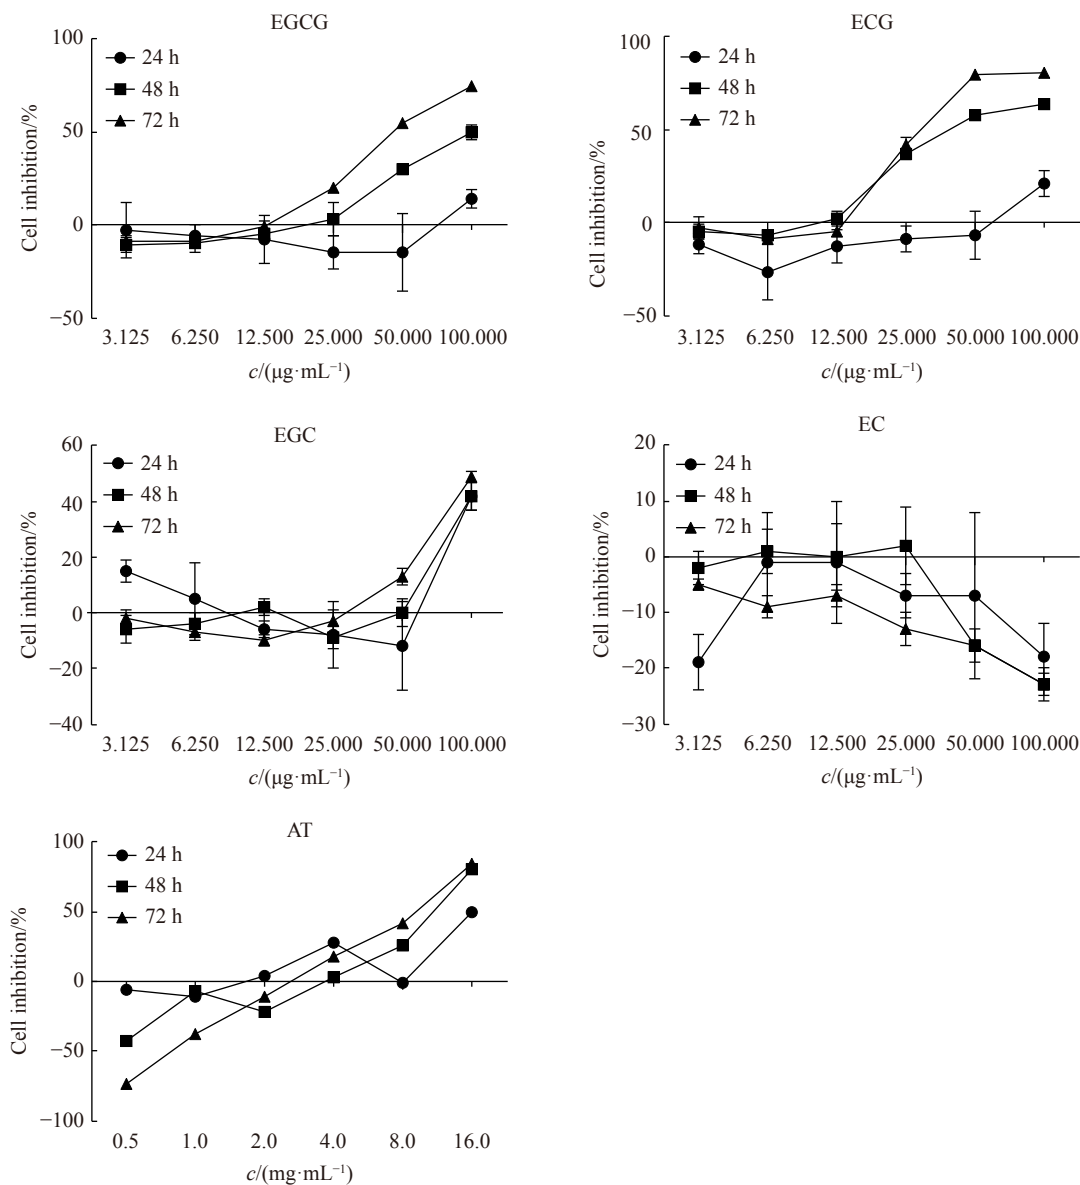 EGCG
100
50
0
−50
Cell inhibition/%
24 h
48 h
72 h
3.125 6.250 12.500 25.000 50.000 100.000
c/(μg·mL⁻¹)
ECG
100
50
0
−50
Cell inhibition/%
24 h
48 h
72 h
3.125 6.250 12.500 25.000 50.000 100.000
c/(μg·mL⁻¹)
EGC
60
40
20
0
−20
−40
Cell inhibition/%
24 h
48 h
72 h
3.125 6.250 12.500 25.000 50.000 100.000
c/(μg·mL⁻¹)
EC
20
10
0
−10
−20
−30
Cell inhibition/%
24 h
48 h
72 h
3.125 6.250 12.500 25.000 50.000 100.000
c/(μg·mL⁻¹)
AT
100
50
0
−50
−100
Cell inhibition/%
24 h
48 h
72 h
0.5 1.0 2.0 4.0 8.0 16.0
c/(mg·mL⁻¹)